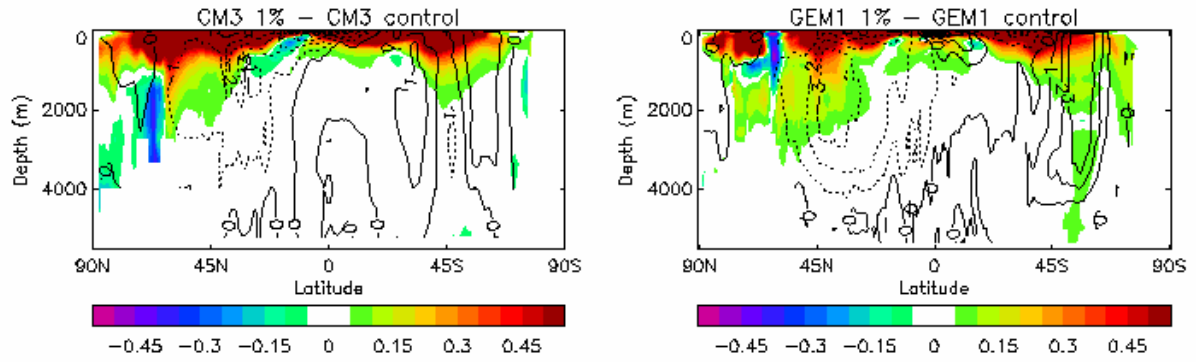 CM3 1% – CM3 control
0
2000
4000
Depth (m)
90N 45N 0 45S 90S
Latitude
−0.45 −0.3 −0.15 0 0.15 0.3 0.45
GEM1 1% – GEM1 control
0
2000
4000
Depth (m)
90N 45N 0 45S 90S
Latitude
−0.45 −0.3 −0.15 0 0.15 0.3 0.45